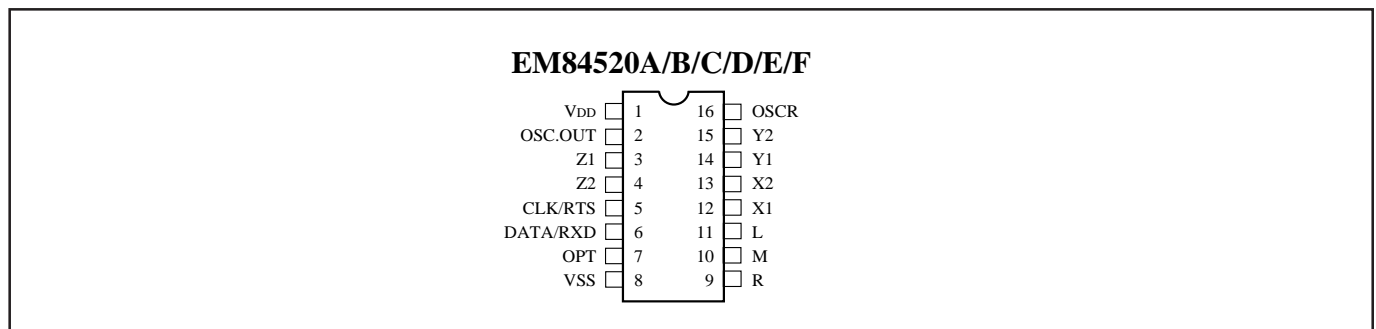 EM84520A/B/C/D/E/F
VDD 1 16 OSCR
OSC.OUT 2 15 Y2
Z1 3 14 Y1
Z2 4 13 X2
CLK/RTS 5 12 X1
DATA/RXD 6 11 L
OPT 7 10 M
VSS 8 9 R